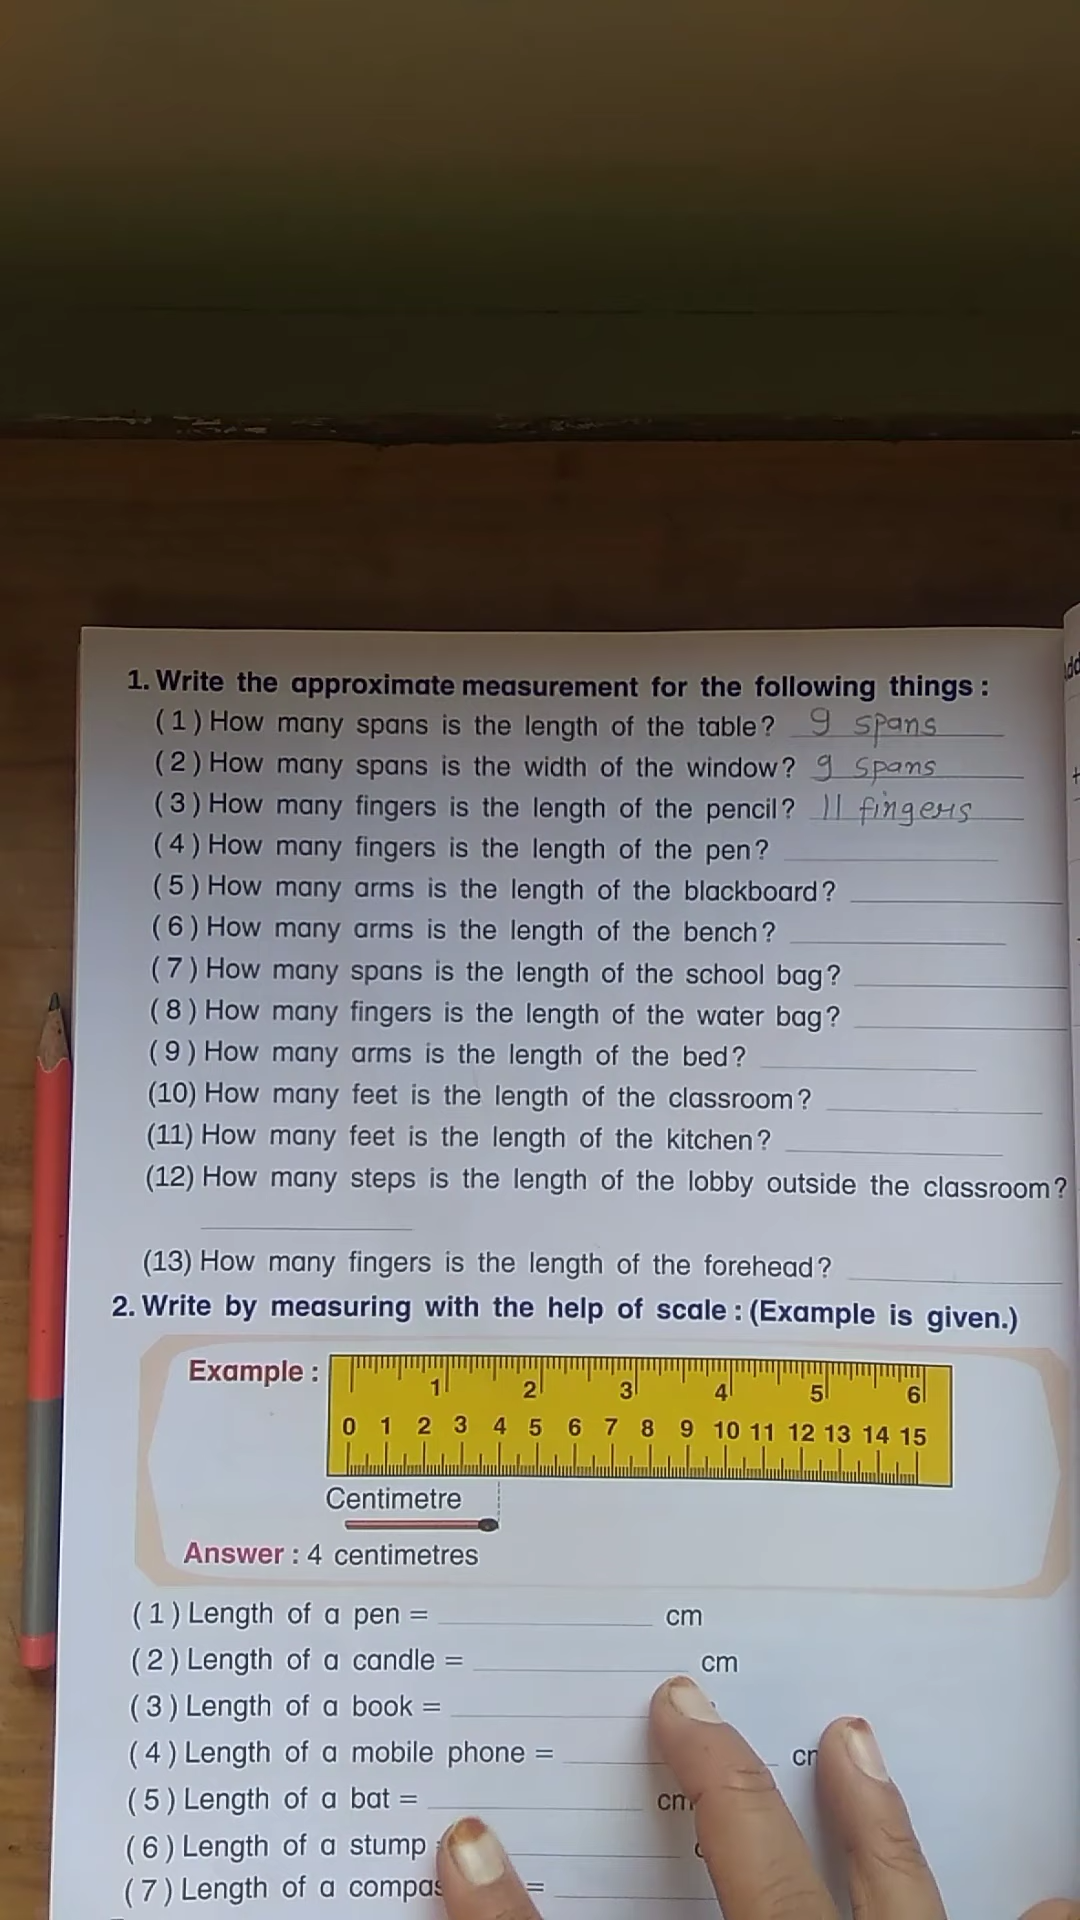 1. Write the approximate measurement for the following things :
(1) How many spans is the length of the table? 9 spans
(2) How many spans is the width of the window? 9 spans
(3) How many fingers is the length of the pencil? 11 fingers
(4) How many fingers is the length of the pen?
(5) How many arms is the length of the blackboard?
(6) How many arms is the length of the bench?
(7) How many spans is the length of the school bag?
(8) How many fingers is the length of the water bag?
(9) How many arms is the length of the bed?
(10) How many feet is the length of the classroom?
(11) How many feet is the length of the kitchen?
(12) How many steps is the length of the lobby outside the classroom?
(13) How many fingers is the length of the forehead?
2. Write by measuring with the help of scale : (Example is given.)
Example :
1 2 3 4 5 6
0 1 2 3 4 5 6 7 8 9 10 11 12 13 14 15
Centimetre
Answer : 4 centimetres
(1) Length of a pen = cm
(2) Length of a candle = cm
(3) Length of a book =
(4) Length of a mobile phone =
(5) Length of a bat = cm
(6) Length of a stump
(7) Length of a =